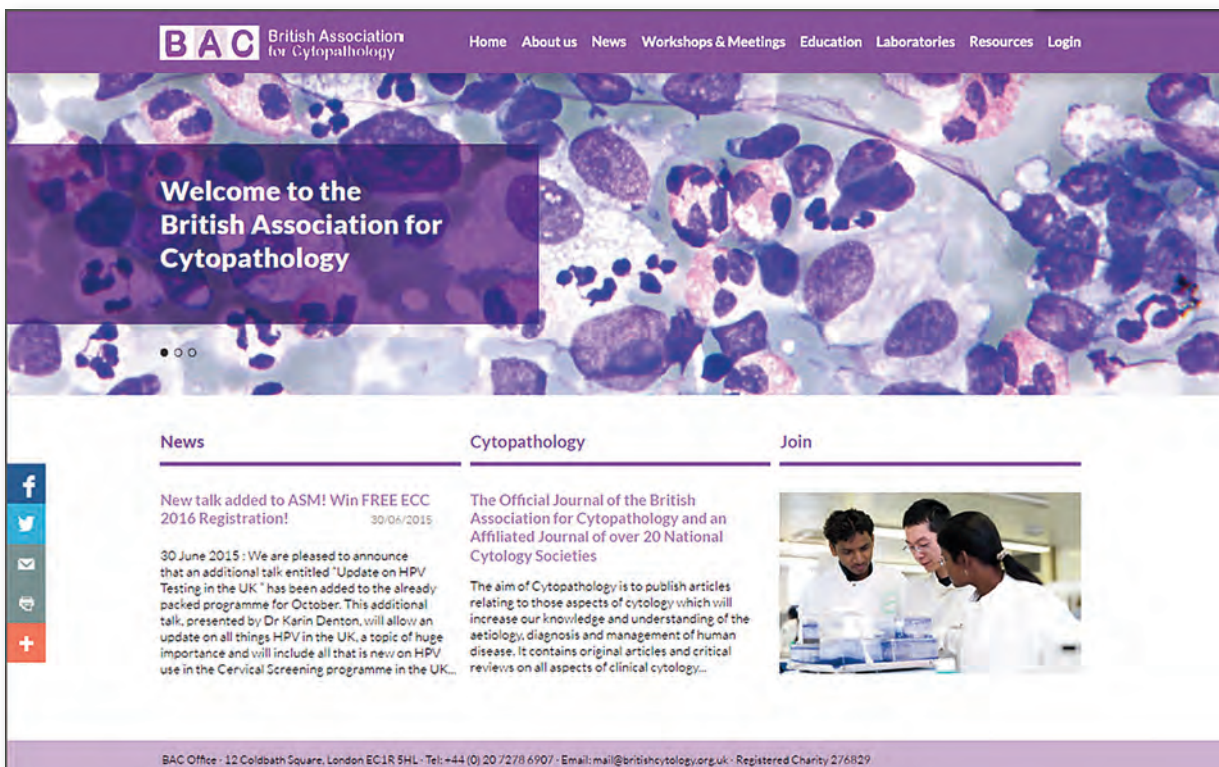 BAC British Association
for Cytopathology
Home About us News Workshops & Meetings Education Laboratories Resources Login
Welcome to the
British Association for
Cytopathology
News
New talk added to ASM! Win FREE ECC
2016 Registration! 30/06/2015
30 June 2015 : We are pleased to announce
that an additional talk entitled "Update on HPV
Testing in the UK " has been added to the already
packed programme for October. This additional
talk, presented by Dr Karin Denton, will allow an
update on all things HPV in the UK, a topic of huge
importance and will include all that is new on HPV
use in the Cervical Screening programme in the UK...
Cytopathology
The Official Journal of the British
Association for Cytopathology and an
Affiliated Journal of over 20 National
Cytology Societies
The aim of Cytopathology is to publish articles
relating to those aspects of cytology which will
increase our knowledge and understanding of the
aetiology, diagnosis and management of human
disease. It contains original articles and critical
reviews on all aspects of clinical cytology...
Join
BAC Office · 12 Coldbath Square, London EC1R 5HL · Tel: +44 (0) 20 7278 6907 · Email: mail@britishcytology.org.uk · Registered Charity 276829